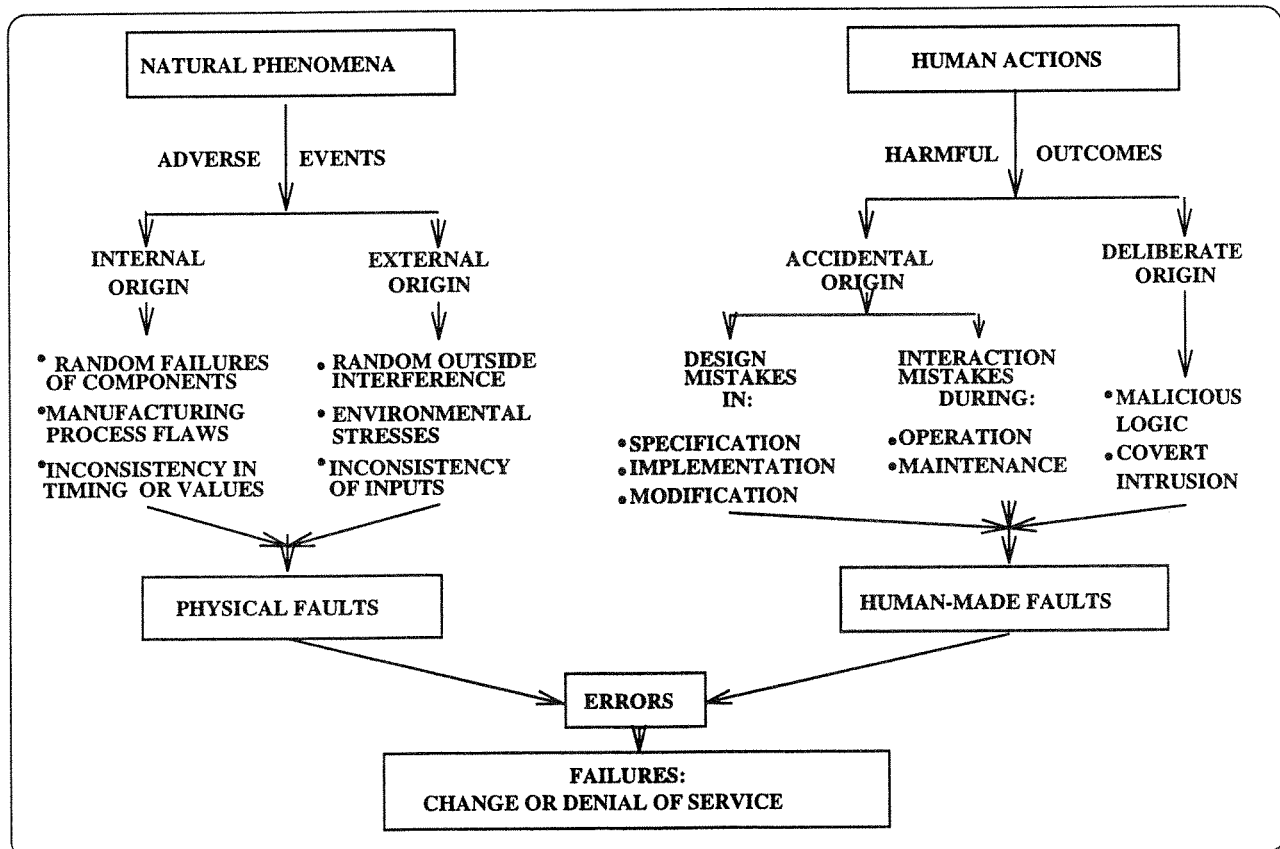 NATURAL PHENOMENA
HUMAN ACTIONS
ADVERSE EVENTS
HARMFUL OUTCOMES
INTERNAL
ORIGIN
EXTERNAL
ORIGIN
ACCIDENTAL
ORIGIN
DELIBERATE
ORIGIN
• RANDOM FAILURES
OF COMPONENTS
• MANUFACTURING
PROCESS FLAWS
• INCONSISTENCY IN
TIMING OR VALUES
• RANDOM OUTSIDE
INTERFERENCE
• ENVIRONMENTAL
STRESSES
• INCONSISTENCY
OF INPUTS
DESIGN
MISTAKES
IN:
• SPECIFICATION
• IMPLEMENTATION
• MODIFICATION
INTERACTION
MISTAKES
DURING:
• OPERATION
• MAINTENANCE
• MALICIOUS
LOGIC
• COVERT
INTRUSION
PHYSICAL FAULTS
HUMAN-MADE FAULTS
ERRORS
FAILURES:
CHANGE OR DENIAL OF SERVICE